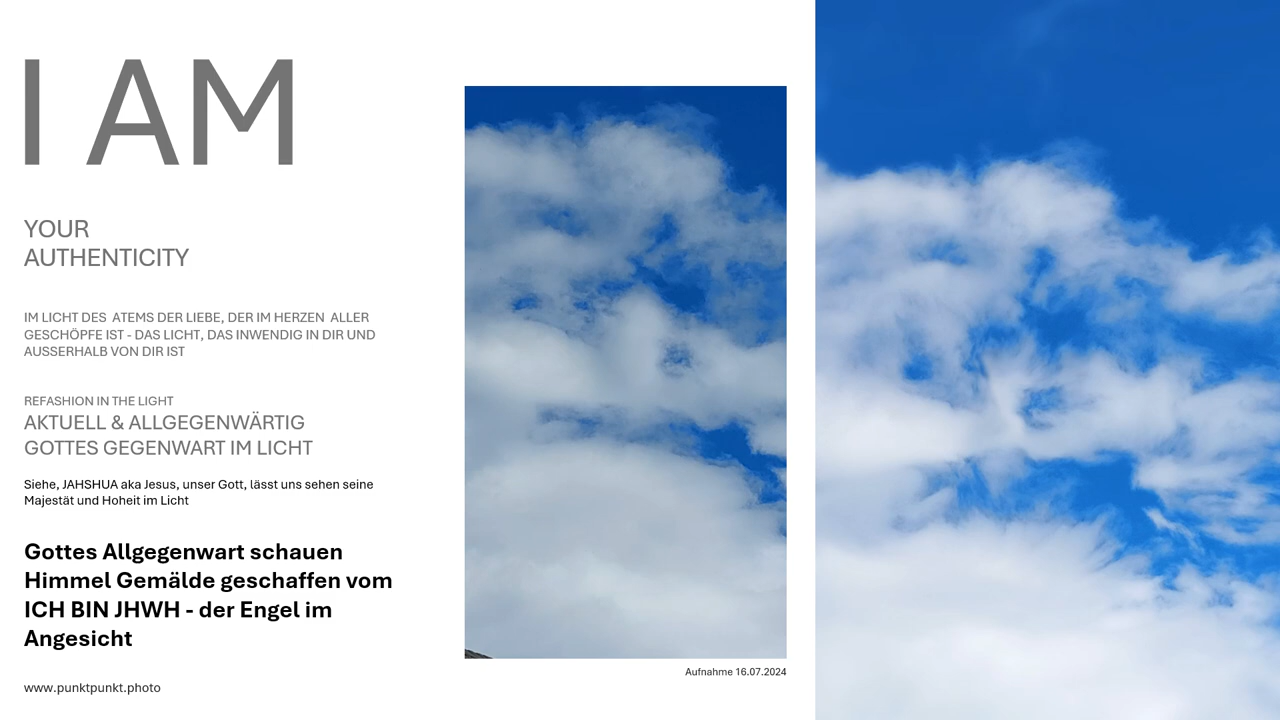 I AM
YOUR
AUTHENTICITY
IM LICHT DES ATEMS DER LIEBE, DER IM HERZEN ALLER
GESCHÖPFE IST - DAS LICHT, DAS INWENDIG IN DIR UND
AUSSERHALB VON DIR IST
REFASHION IN THE LIGHT
AKTUELL & ALLGEGENWÄRTIG
GOTTES GEGENWART IM LICHT
Siehe, JAHSHUA aka Jesus, unser Gott, lässt uns sehen seine
Majestät und Hoheit im Licht
Gottes Allgegenwart schauen
Himmel Gemälde geschaffen vom
ICH BIN JHWH - der Engel im
Angesicht
Aufnahme 16.07.2024
www.punktpunkt.photo